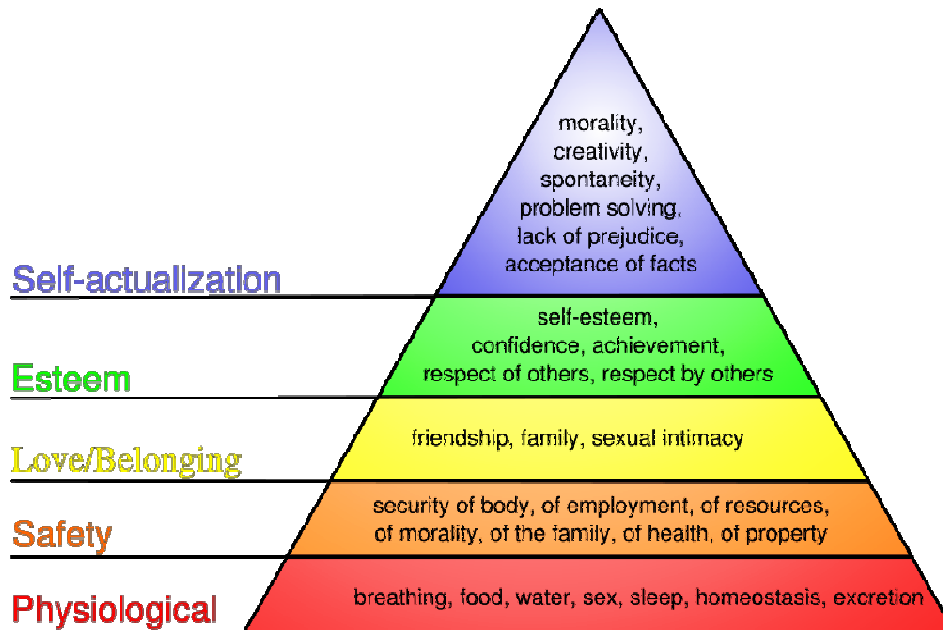 morality,
creativity,
spontaneity,
problem solving,
lack of prejudice,
acceptance of facts
Self-actualization
self-esteem,
confidence, achievement,
respect of others, respect by others
Esteem
friendship, family, sexual intimacy
Love/Belonging
security of body, of employment, of resources,
of morality, of the family, of health, of property
Safety
breathing, food, water, sex, sleep, homeostasis, excretion
Physiological